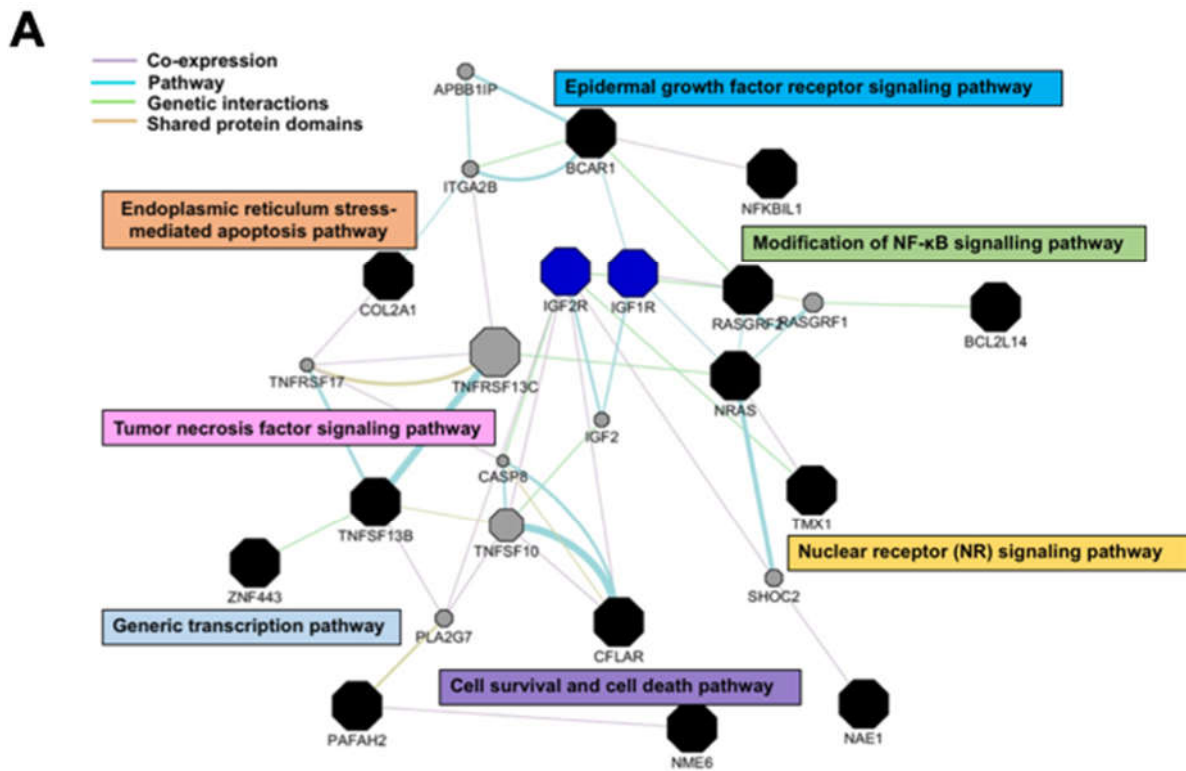 A
Co-expression
Pathway
Genetic interactions
Shared protein domains
APBB1IP
Epidermal growth factor receptor signaling pathway
BCAR1
ITGA2B
NFKBIL1
Endoplasmic reticulum stress-
mediated apoptosis pathway
Modification of NF-κB signalling pathway
COL2A1
IGF2R
IGF1R
RASGRF2
RASGRF1
BCL2L14
TNFRSF17
TNFRSF13C
NRAS
Tumor necrosis factor signaling pathway
IGF2
CASP8
TNFSF13B
TNFSF10
TMX1
Nuclear receptor (NR) signaling pathway
ZNF443
SHOC2
Generic transcription pathway
PLA2G7
CFLAR
Cell survival and cell death pathway
PAFAH2
NAE1
NME6